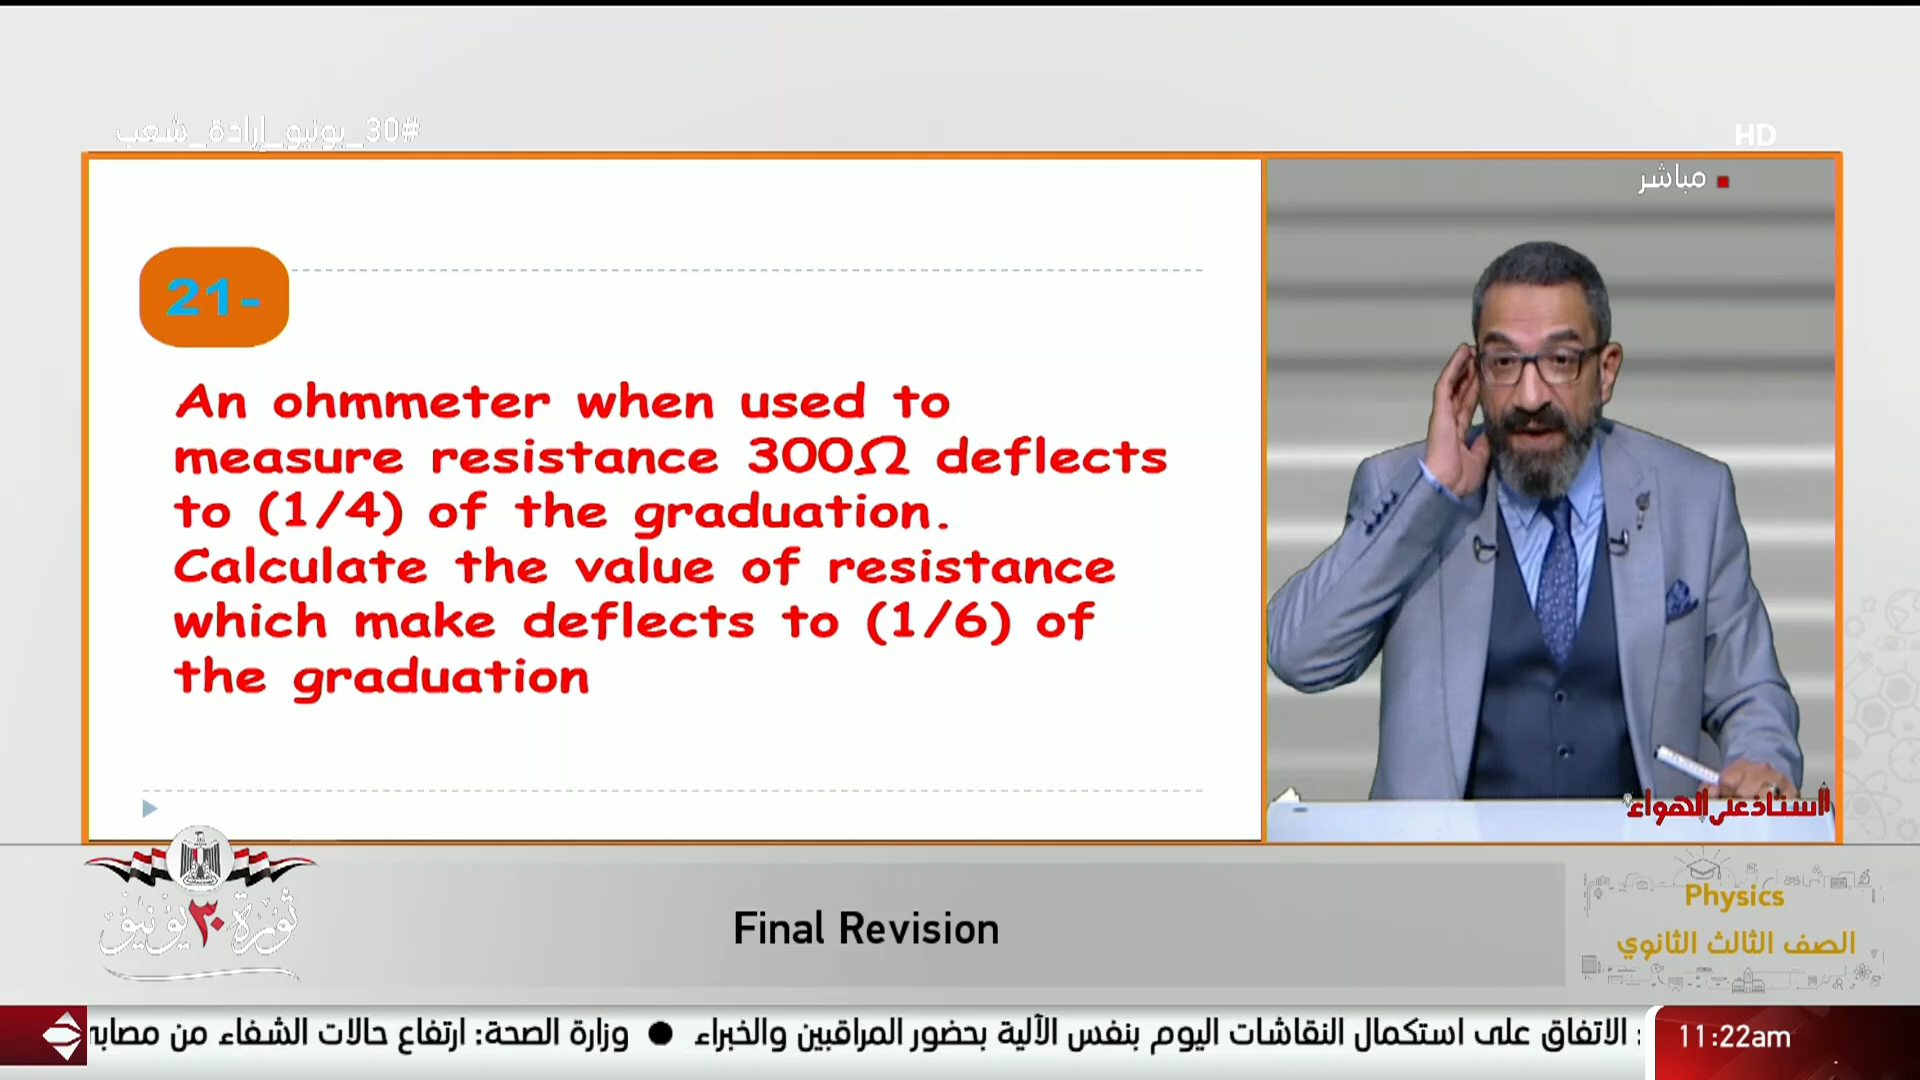 #30_يونيو_إرادة_شعب
HD
مباشر
21-
An ohmmeter when used to
measure resistance 300Ω deflects
to (1/4) of the graduation.
Calculate the value of resistance
which make deflects to (1/6) of
the graduation
استاذ على الهواء
ثورة ٣٠ يونيو
Final Revision
Physics
الصف الثالث الثانوي
: الاتفاق على استكمال النقاشات اليوم بنفس الآلية بحضور المراقبين والخبراء ● وزارة الصحة: ارتفاع حالات الشفاء من
11:22am